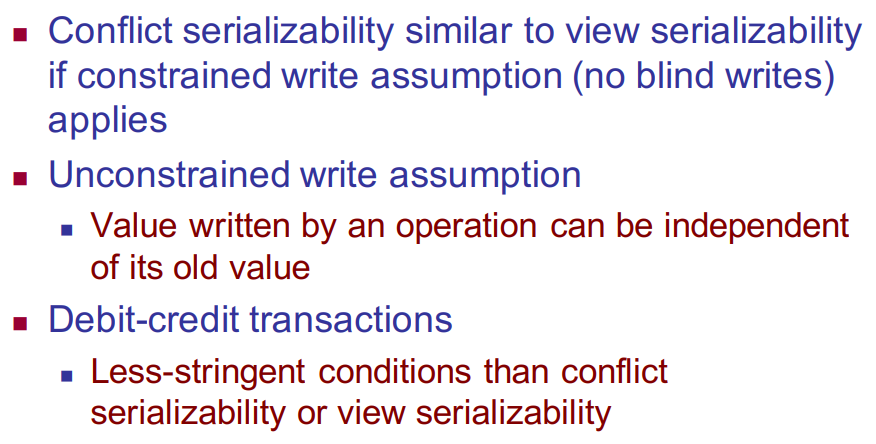 Conflict serializability similar to view serializability
if constrained write assumption (no blind writes)
applies
Unconstrained write assumption
Value written by an operation can be independent
of its old value
Debit-credit transactions
Less-stringent conditions than conflict
serializability or view serializability